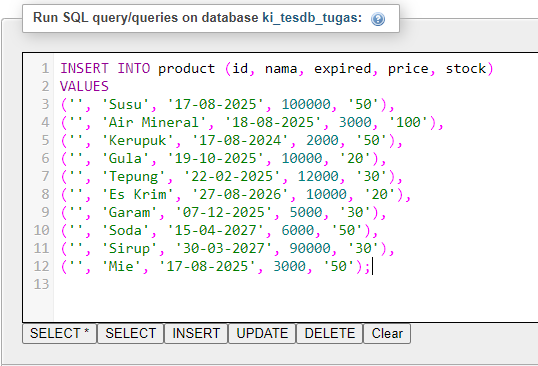 Run SQL query/queries on database ki_tesdb_tugas:
1 INSERT INTO product (id, nama, expired, price, stock)
2 VALUES
3 ('', 'Susu', '17-08-2025', 100000, '50'),
4 ('', 'Air Mineral', '18-08-2025', 3000, '100'),
5 ('', 'Kerupuk', '17-08-2024', 2000, '50'),
6 ('', 'Gula', '19-10-2025', 10000, '20'),
7 ('', 'Tepung', '22-02-2025', 12000, '30'),
8 ('', 'Es Krim', '27-08-2026', 10000, '20'),
9 ('', 'Garam', '07-12-2025', 5000, '30'),
10 ('', 'Soda', '15-04-2027', 6000, '50'),
11 ('', 'Sirup', '30-03-2027', 90000, '30'),
12 ('', 'Mie', '17-08-2025', 3000, '50');
13
SELECT * SELECT INSERT UPDATE DELETE Clear